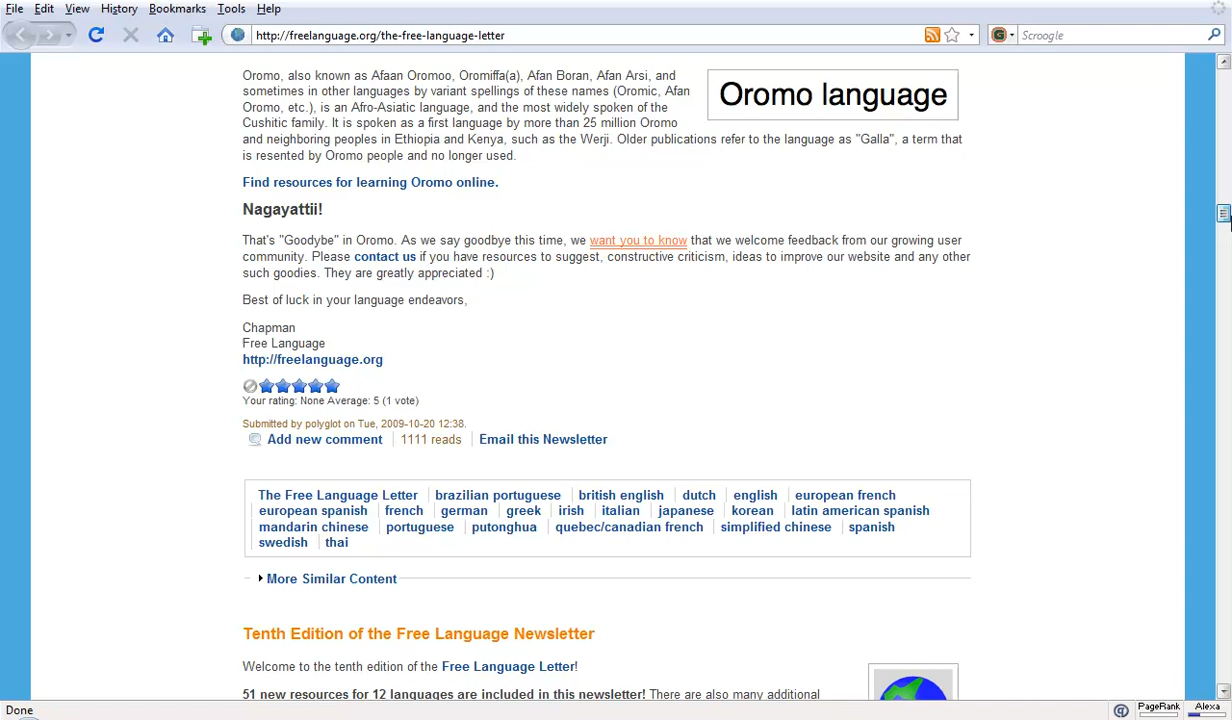 File Edit View History Bookmarks Tools Help
http://freelanguage.org/the-free-language-letter
Scroogle
Oromo, also known as Afaan Oromoo, Oromiffa(a), Afan Boran, Afan Arsi, and
sometimes in other languages by variant spellings of these names (Oromic, Afan
Oromo, etc.), is an Afro-Asiatic language, and the most widely spoken of the
Cushitic family. It is spoken as a first language by more than 25 million Oromo
and neighboring peoples in Ethiopia and Kenya, such as the Werji. Older publications refer to the language as "Galla", a term that
is resented by Oromo people and no longer used.
Oromo language
Find resources for learning Oromo online.
Nagayattii!
That's "Goodybe" in Oromo. As we say goodbye this time, we want you to know that we welcome feedback from our growing user
community. Please contact us if you have resources to suggest, constructive criticism, ideas to improve our website and any other
such goodies. They are greatly appreciated :)
Best of luck in your language endeavors,
Chapman
Free Language
http://freelanguage.org
Your rating: None Average: 5 (1 vote)
Submitted by polyglot on Tue, 2009-10-20 12:38.
Add new comment 1111 reads Email this Newsletter
The Free Language Letter brazilian portuguese british english dutch english european french
european spanish french german greek irish italian japanese korean latin american spanish
mandarin chinese portuguese putonghua quebec/canadian french simplified chinese spanish
swedish thai
More Similar Content
Tenth Edition of the Free Language Newsletter
Welcome to the tenth edition of the Free Language Letter!
51 new resources for 12 languages are included in this newsletter! There are also many additional
Done
PageRank Alexa